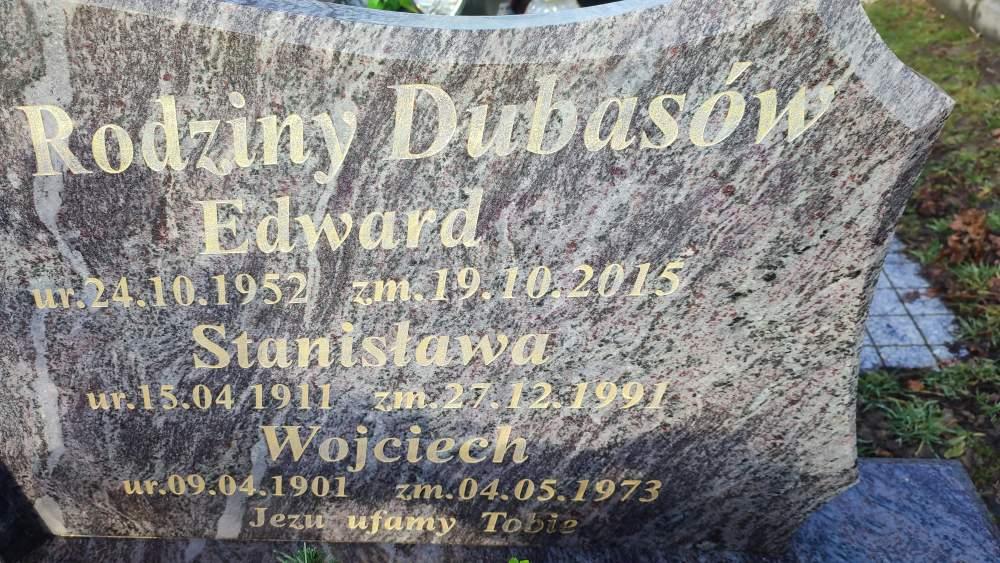 Rodziny Dubasów
Edward
ur.24.10.1952 zm.19.10.2015
Stanisława
ur.15.04.1911 zm.27.12.1991
Wojciech
ur.09.04.1901 zm.04.05.1973
Jezu ufamy Tobie